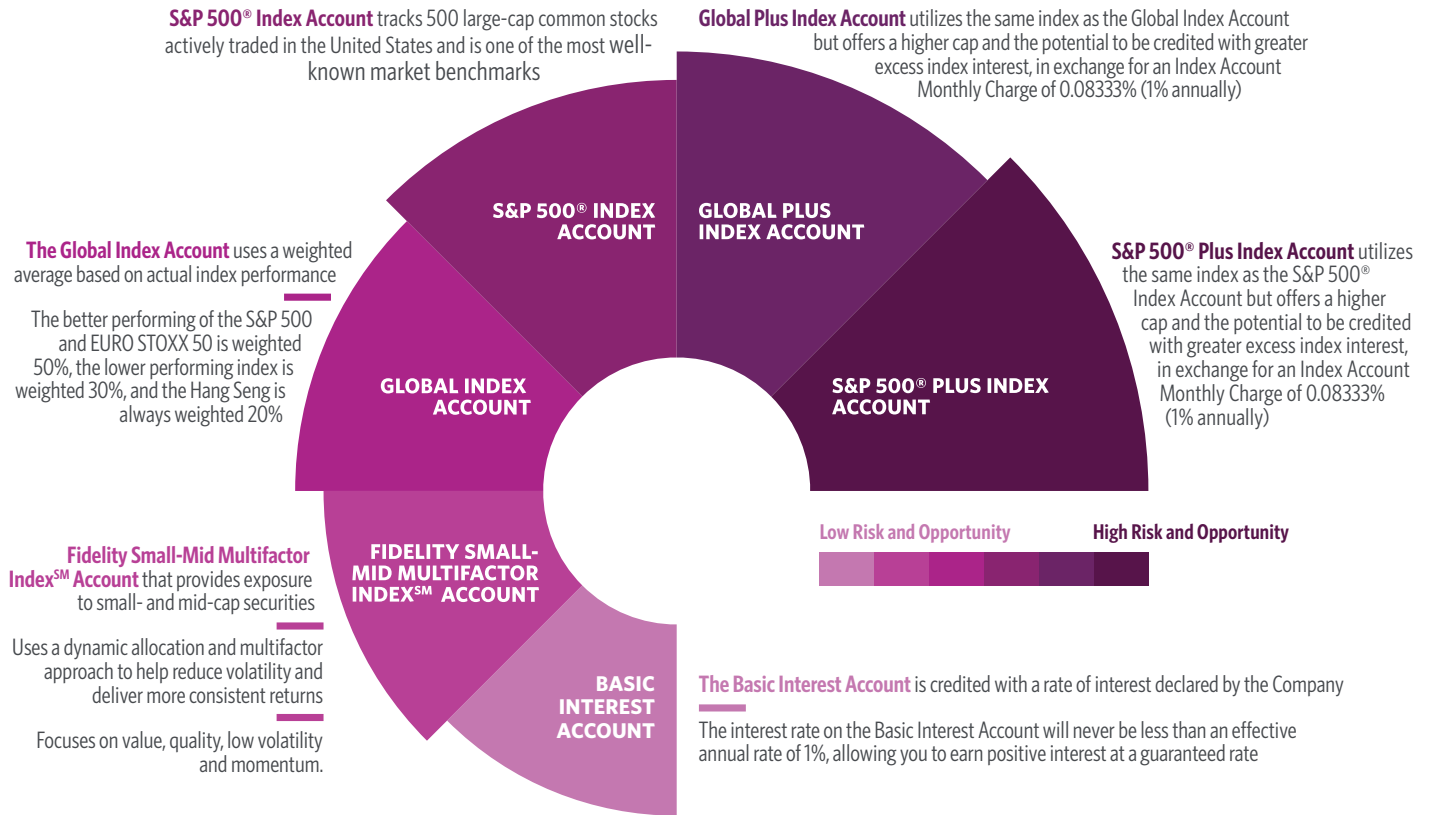 S&P 500® Index Account tracks 500 large-cap common stocks
actively traded in the United States and is one of the most well-
known market benchmarks
Global Plus Index Account utilizes the same index as the Global Index Account
but offers a higher cap and the potential to be credited with greater
excess index interest, in exchange for an Index Account
Monthly Charge of 0.08333% (1% annually)
S&P 500® INDEX
ACCOUNT
GLOBAL PLUS
INDEX ACCOUNT
The Global Index Account uses a weighted
average based on actual index performance
The better performing of the S&P 500
and EURO STOXX 50 is weighted
50%, the lower performing index is
weighted 30%, and the Hang Seng is
always weighted 20%
GLOBAL INDEX
ACCOUNT
S&P 500® PLUS INDEX
ACCOUNT
S&P 500® Plus Index Account utilizes
the same index as the S&P 500®
Index Account but offers a higher
cap and the potential to be credited
with greater excess index interest,
in exchange for an Index Account
Monthly Charge of 0.08333%
(1% annually)
Low Risk and Opportunity
High Risk and Opportunity
Fidelity Small-Mid Multifactor
Index℠ Account that provides exposure
to small- and mid-cap securities
Uses a dynamic allocation and multifactor
approach to help reduce volatility and
deliver more consistent returns
Focuses on value, quality, low volatility
and momentum.
FIDELITY SMALL-
MID MULTIFACTOR
INDEX℠ ACCOUNT
BASIC
INTEREST
ACCOUNT
The Basic Interest Account is credited with a rate of interest declared by the Company
The interest rate on the Basic Interest Account will never be less than an effective
annual rate of 1%, allowing you to earn positive interest at a guaranteed rate